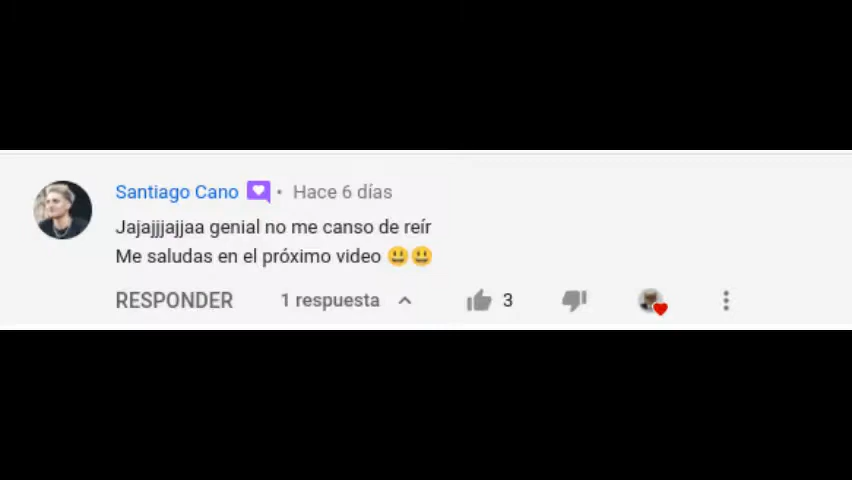 Santiago Cano • Hace 6 días
Jajajjjajjaa genial no me canso de reír
Me saludas en el próximo video 😃😃
RESPONDER 1 respuesta 3